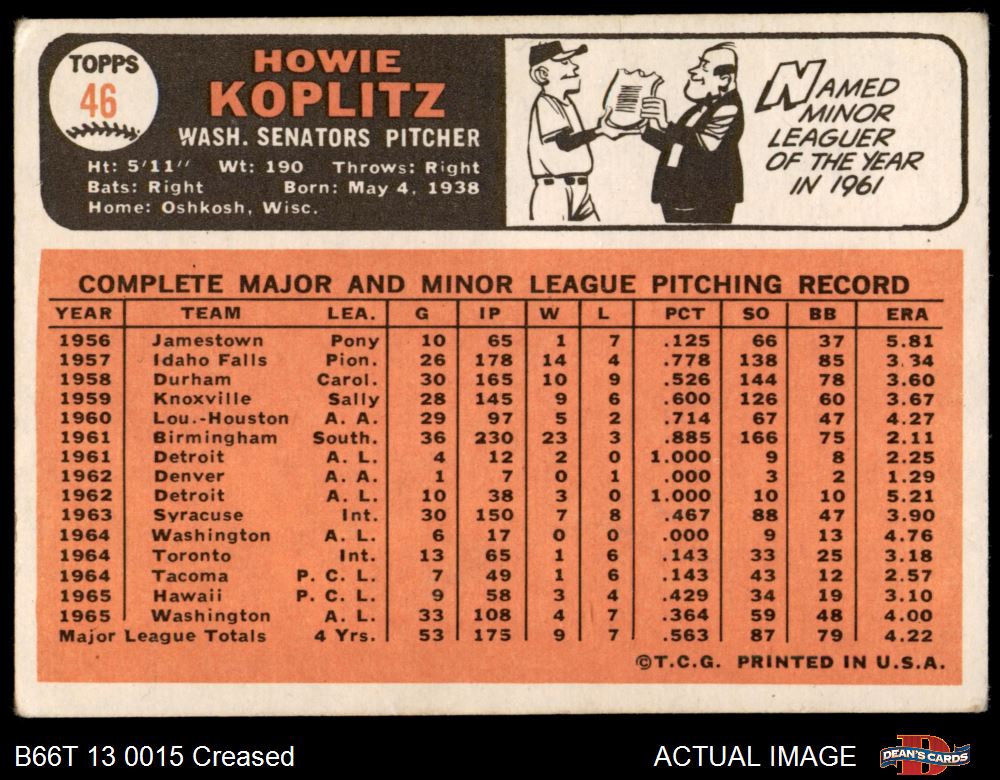 TOPPS
46
HOWIE
KOPLITZ
WASH. SENATORS PITCHER
Ht: 5'11" Wt: 190 Throws: Right
Bats: Right Born: May 4, 1938
Home: Oshkosh, Wisc.
NAMED
MINOR
LEAGUER
OF THE YEAR
IN 1961
COMPLETE MAJOR AND MINOR LEAGUE PITCHING RECORD
YEAR TEAM LEA. G IP W L PCT SO BB ERA
1956 Jamestown Pony 10 65 1 7 .125 66 37 5.81
1957 Idaho Falls Pion. 26 178 14 4 .778 138 85 3.34
1958 Durham Carol. 30 165 10 9 .526 144 78 3.60
1959 Knoxville Sally 28 145 9 6 .600 126 60 3.67
1960 Lou.-Houston A. A. 29 97 5 2 .714 67 47 4.27
1961 Birmingham South. 36 230 23 3 .885 166 75 2.11
1961 Detroit A. L. 4 12 2 0 1.000 9 8 2.25
1962 Denver A. A. 1 7 0 1 .000 3 2 1.29
1962 Detroit A. L. 10 38 3 0 1.000 10 10 5.21
1963 Syracuse Int. 30 150 7 8 .467 88 47 3.90
1964 Washington A. L. 6 17 0 0 .000 9 13 4.76
1964 Toronto Int. 13 65 1 6 .143 33 25 3.18
1964 Tacoma P. C. L. 7 49 1 6 .143 43 12 2.57
1965 Hawaii P. C. L. 9 58 3 4 .429 34 19 3.10
1965 Washington A. L. 33 108 4 7 .364 59 48 4.00
Major League Totals 4 Yrs. 53 175 9 7 .563 87 79 4.22
©T.C.G. PRINTED IN U.S.A.
B66T 13 0015 Creased
ACTUAL IMAGE
D
DEAN'S CARDS